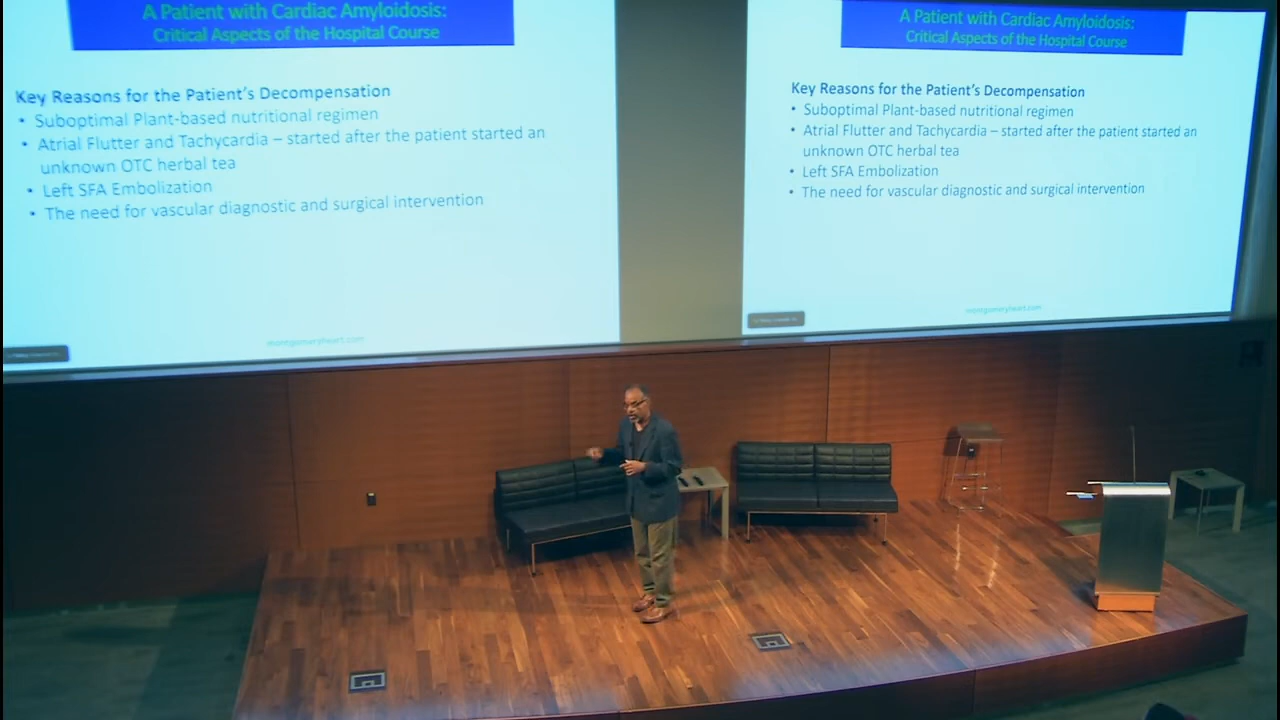 A Patient with Cardiac Amyloidosis:
Critical Aspects of the Hospital Course
Key Reasons for the Patient's Decompensation
• Suboptimal Plant-based nutritional regimen
• Atrial Flutter and Tachycardia – started after the patient started an
unknown OTC herbal tea
• Left SFA Embolization
• The need for vascular diagnostic and surgical intervention
montgomeryheart.com
A Patient with Cardiac Amyloidosis:
Critical Aspects of the Hospital Course
Key Reasons for the Patient's Decompensation
• Suboptimal Plant-based nutritional regimen
• Atrial Flutter and Tachycardia – started after the patient started an
unknown OTC herbal tea
• Left SFA Embolization
• The need for vascular diagnostic and surgical intervention
montgomeryheart.com